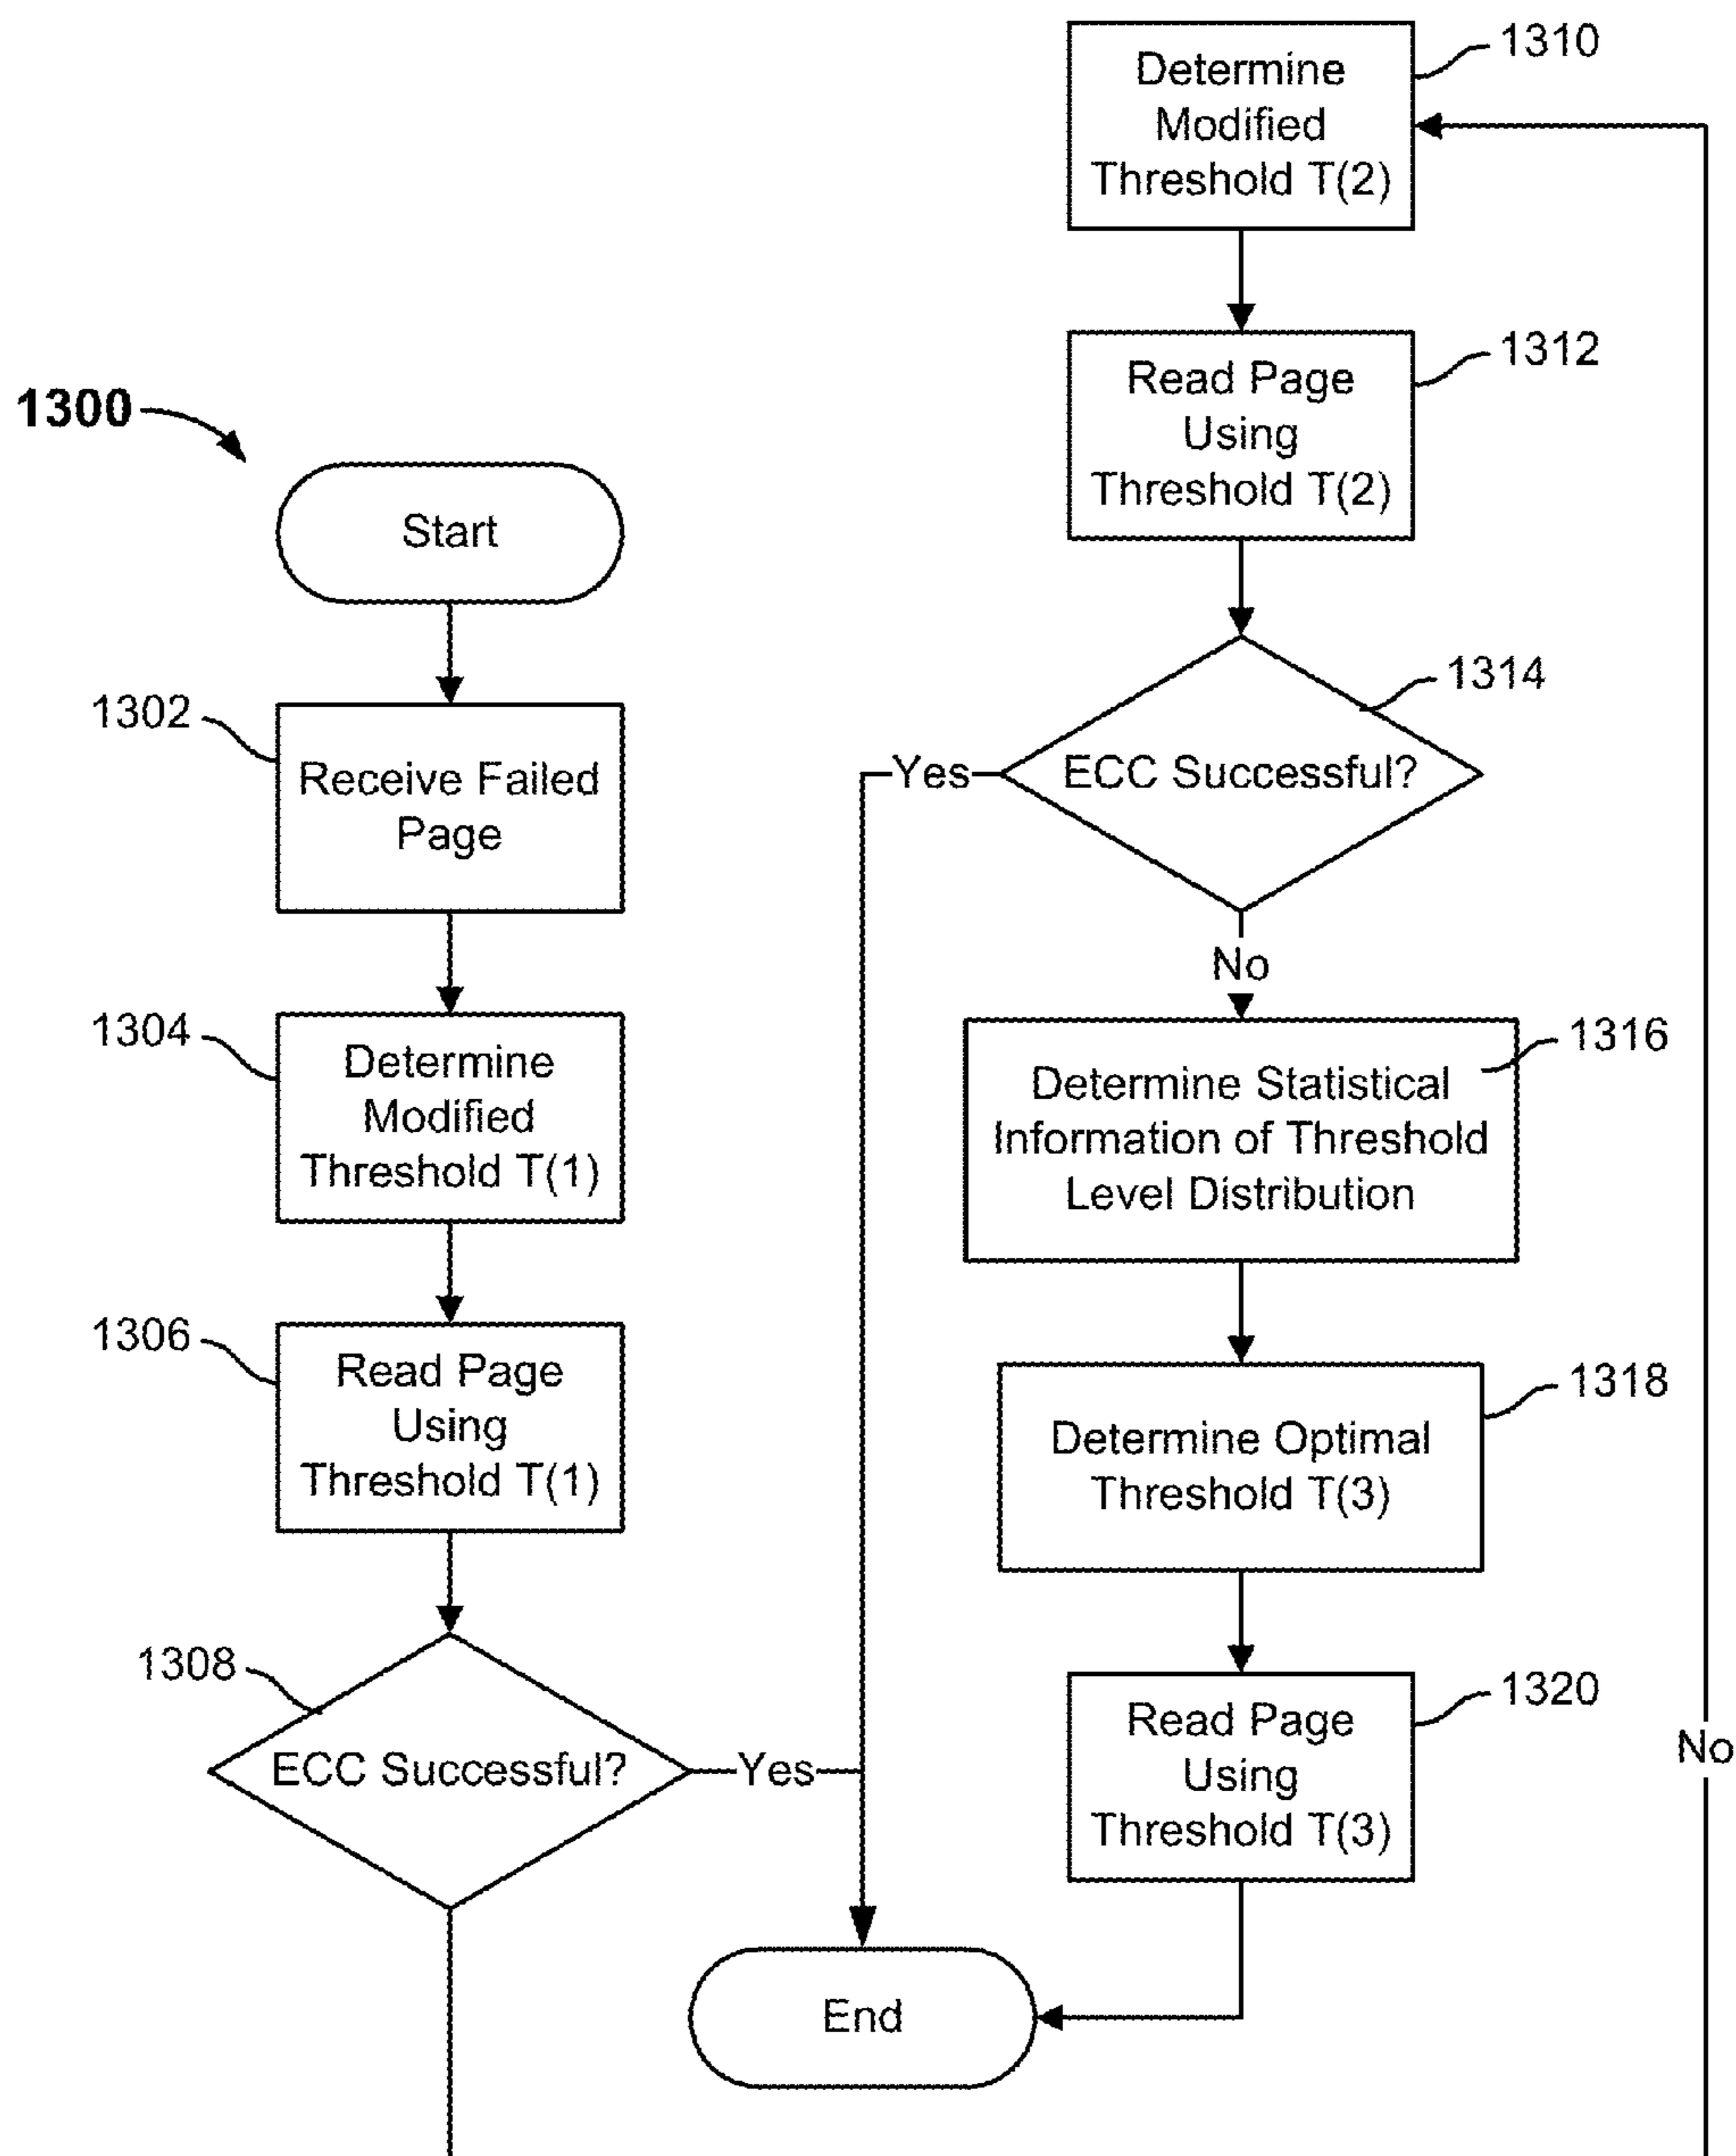 1300
Start
1302
Receive Failed
Page
1304
Determine
Modified
Threshold T(1)
1306
Read Page
Using
Threshold T(1)
1308
ECC Successful?
Yes
1310
Determine
Modified
Threshold T(2)
1312
Read Page
Using
Threshold T(2)
1314
ECC Successful?
Yes
No
1316
Determine Statistical
Information of Threshold
Level Distribution
1318
Determine Optimal
Threshold T(3)
1320
Read Page
Using
Threshold T(3)
No
End